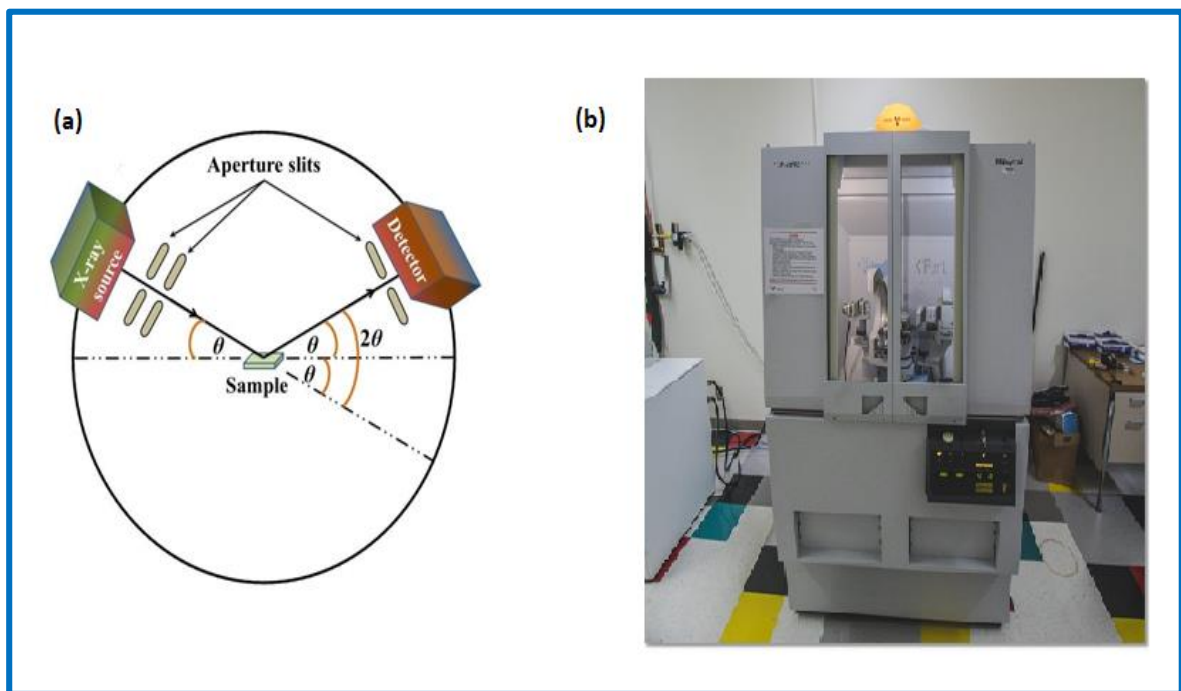 (a)
(b)
Aperture slits
X-ray
source
Detector
θ
θ
2θ
θ
Sample